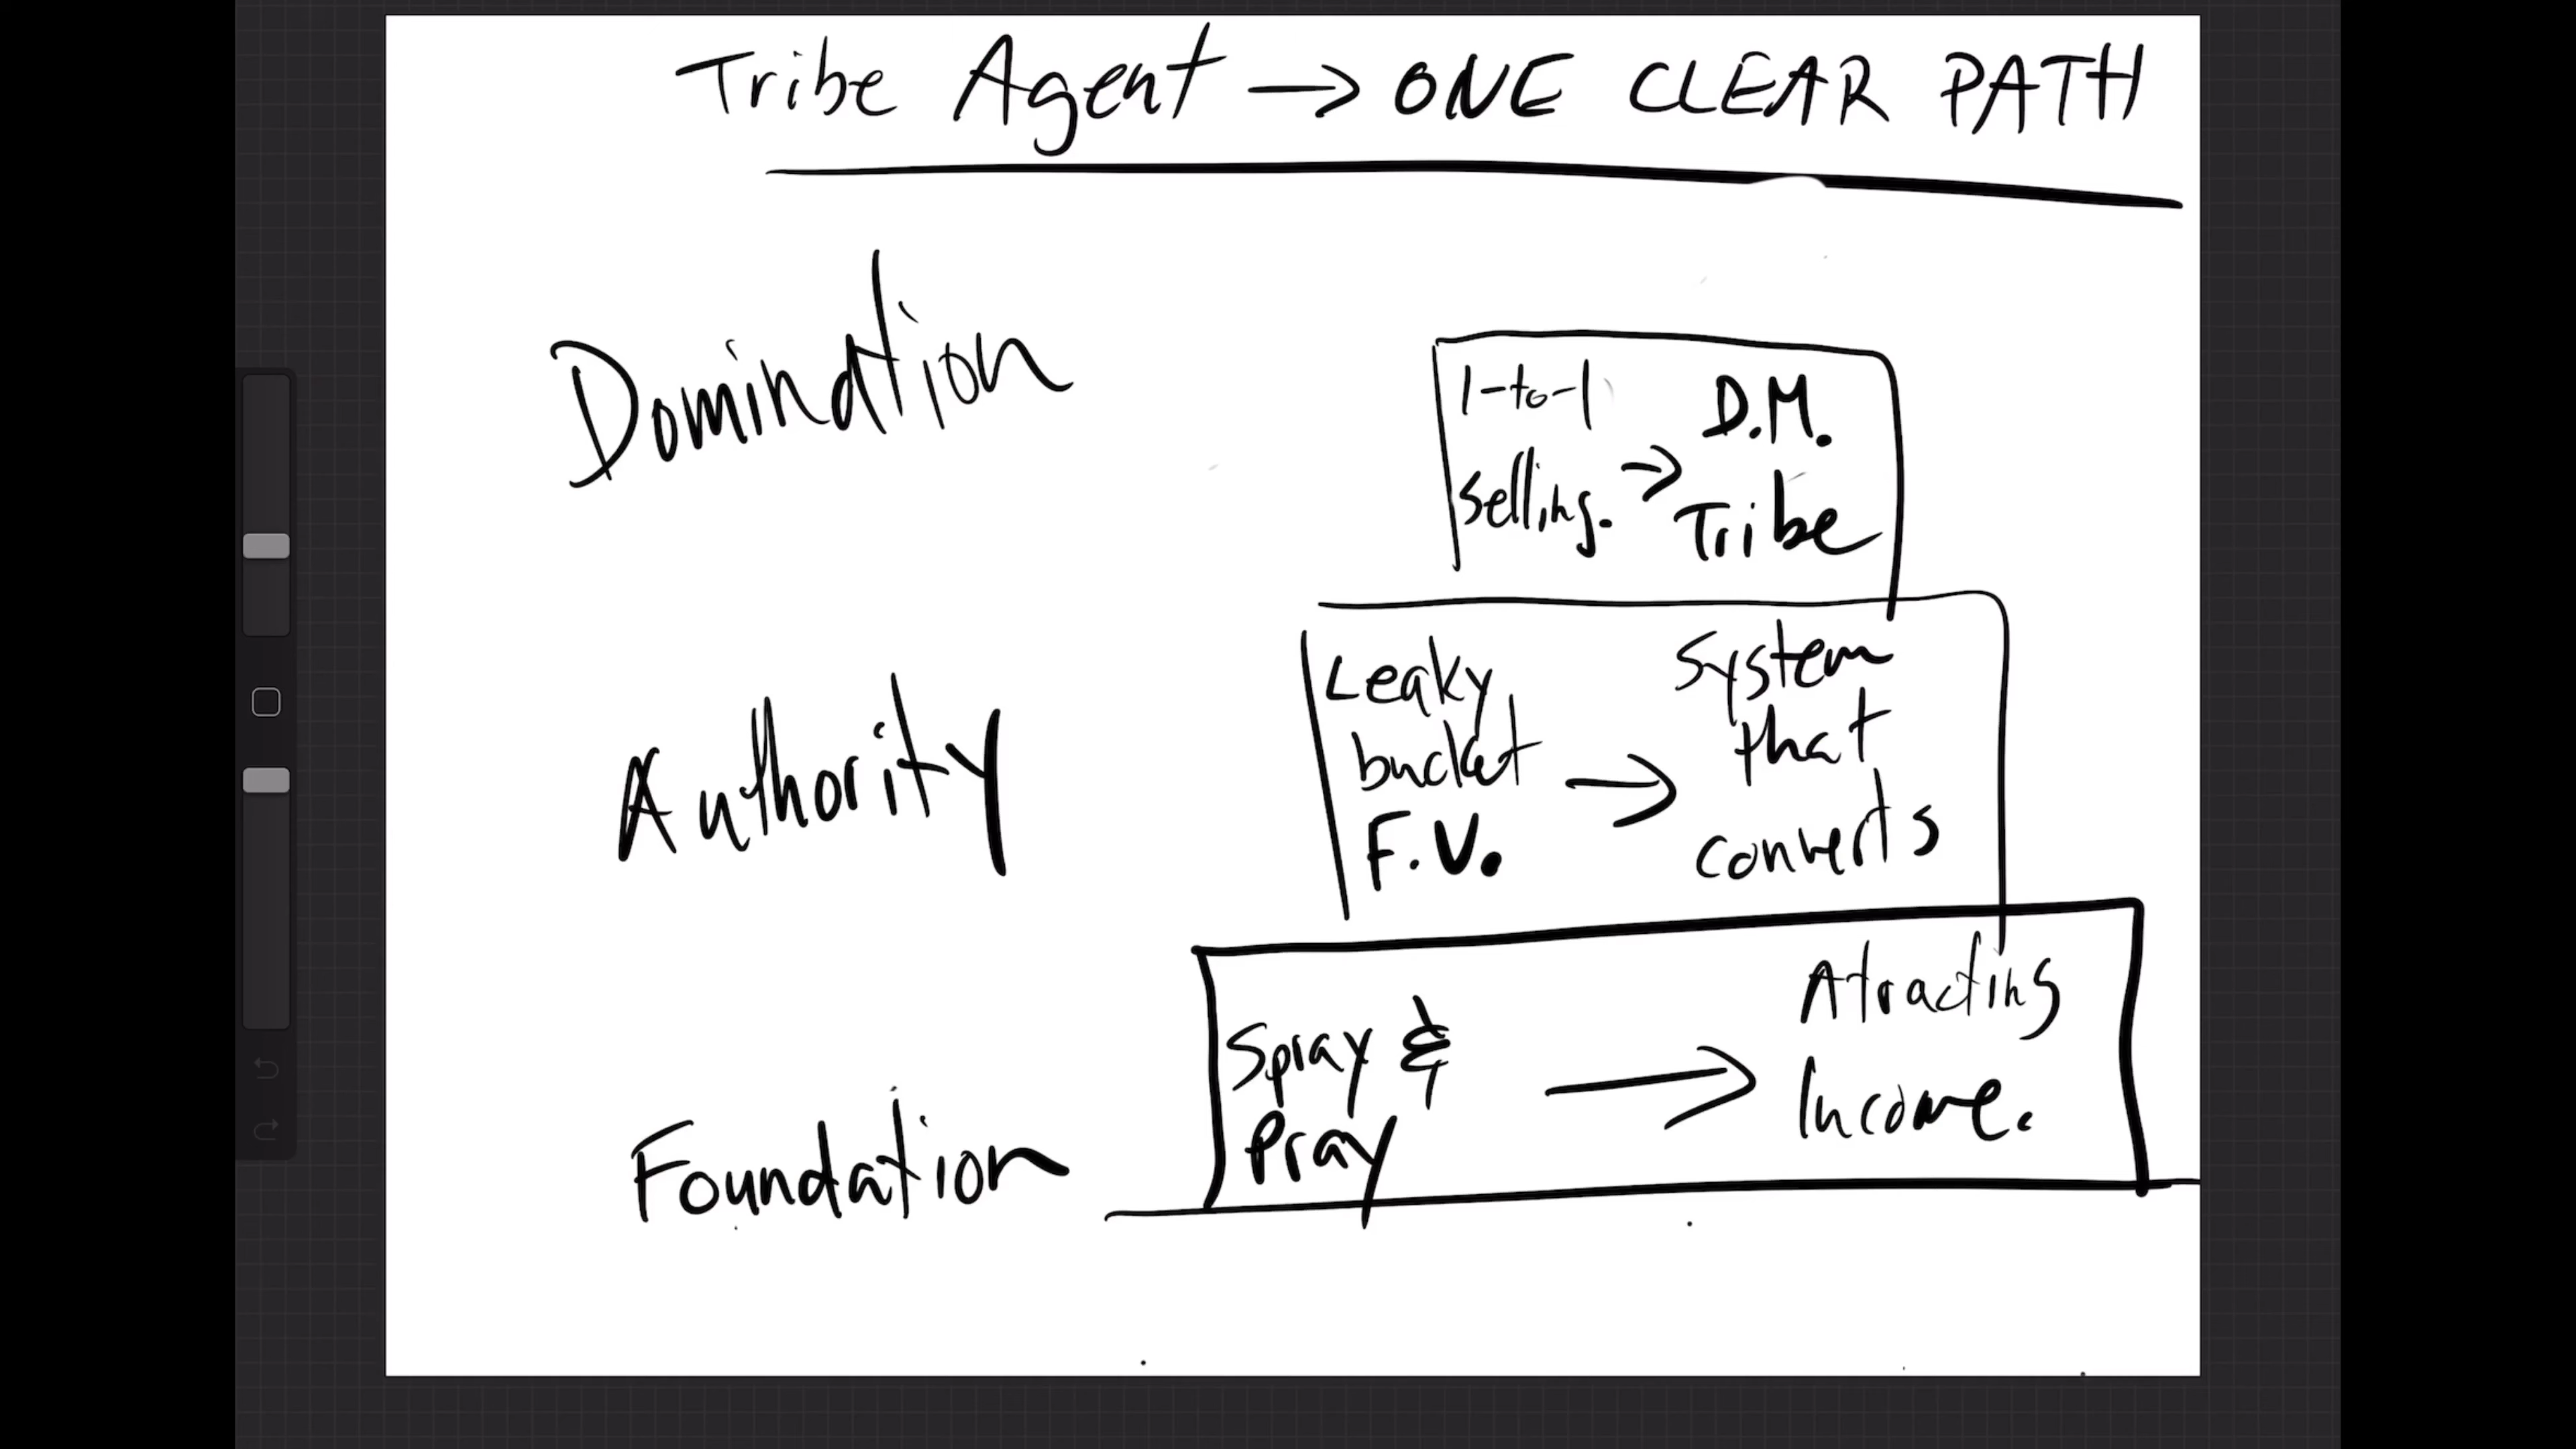 Tribe Agent → ONE CLEAR PATH
Domination
1-to-1
selling. →
D.M.
Tribe
Authority
Leaky
bucket
F.V. →
System
that
converts
Foundation
Spray &
Pray →
Atracting
Income.